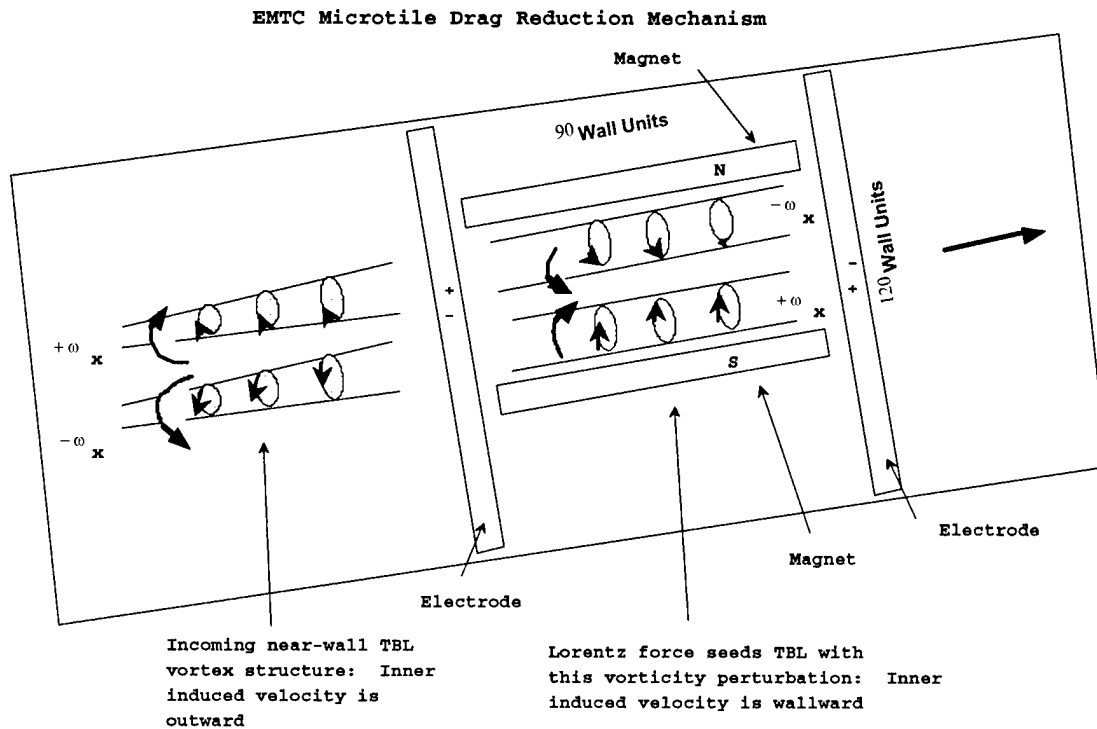 EMTC Microtile Drag Reduction Mechanism
Magnet
90 Wall Units
N
- ω x
+ ω x
S
+
-
-
+
120 Wall Units
+ ω x
- ω x
Electrode
Magnet
Electrode
Incoming near-wall TBL
vortex structure: Inner
induced velocity is
outward
Lorentz force seeds TBL with
this vorticity perturbation: Inner
induced velocity is wallward